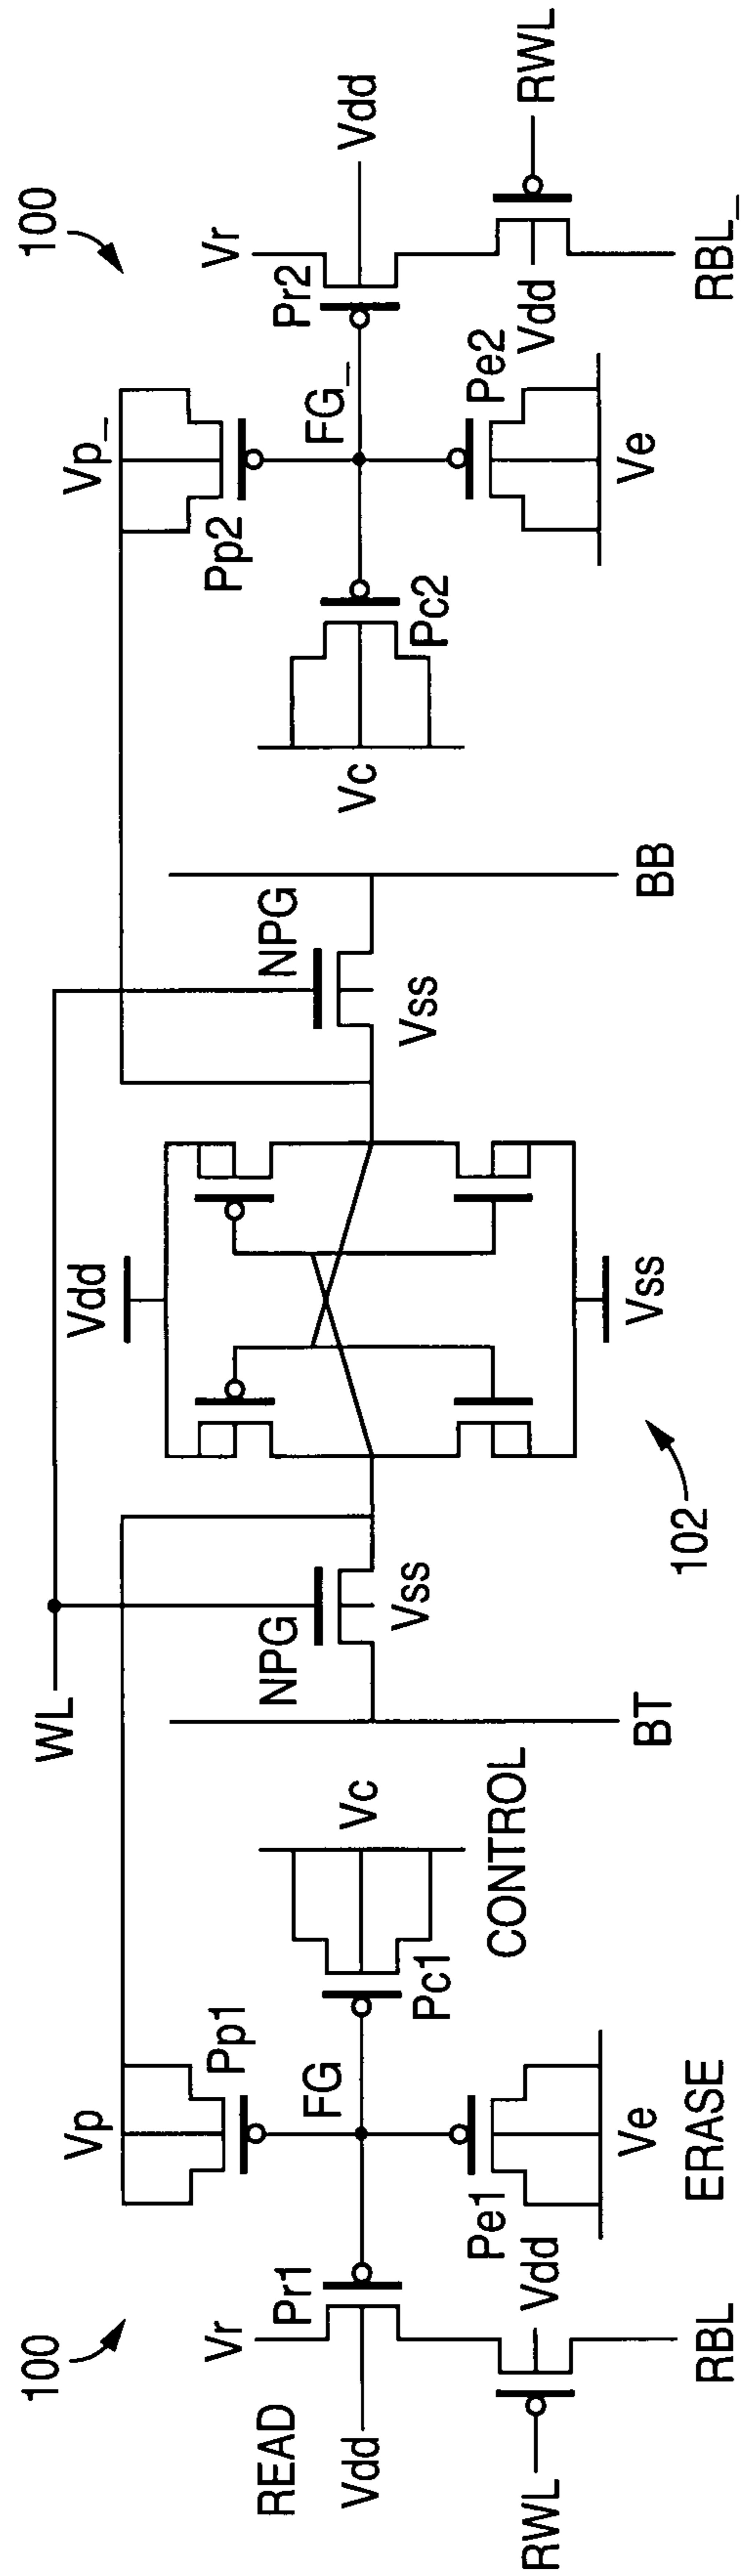 100
Vp
Pp1
Vr
READ
Pr1
FG
Vdd
Vc
Pc1
CONTROL
Pe1
Vdd
RWL
RBL
Ve
ERASE
WL
NPG
Vss
BT
Vdd
Vss
102
NPG
Vss
BB
100
Vp_
Pp2
Vr
Pr2
FG_
Vdd
Vc
Pc2
Pe2
Vdd
RWL
RBL_
Ve